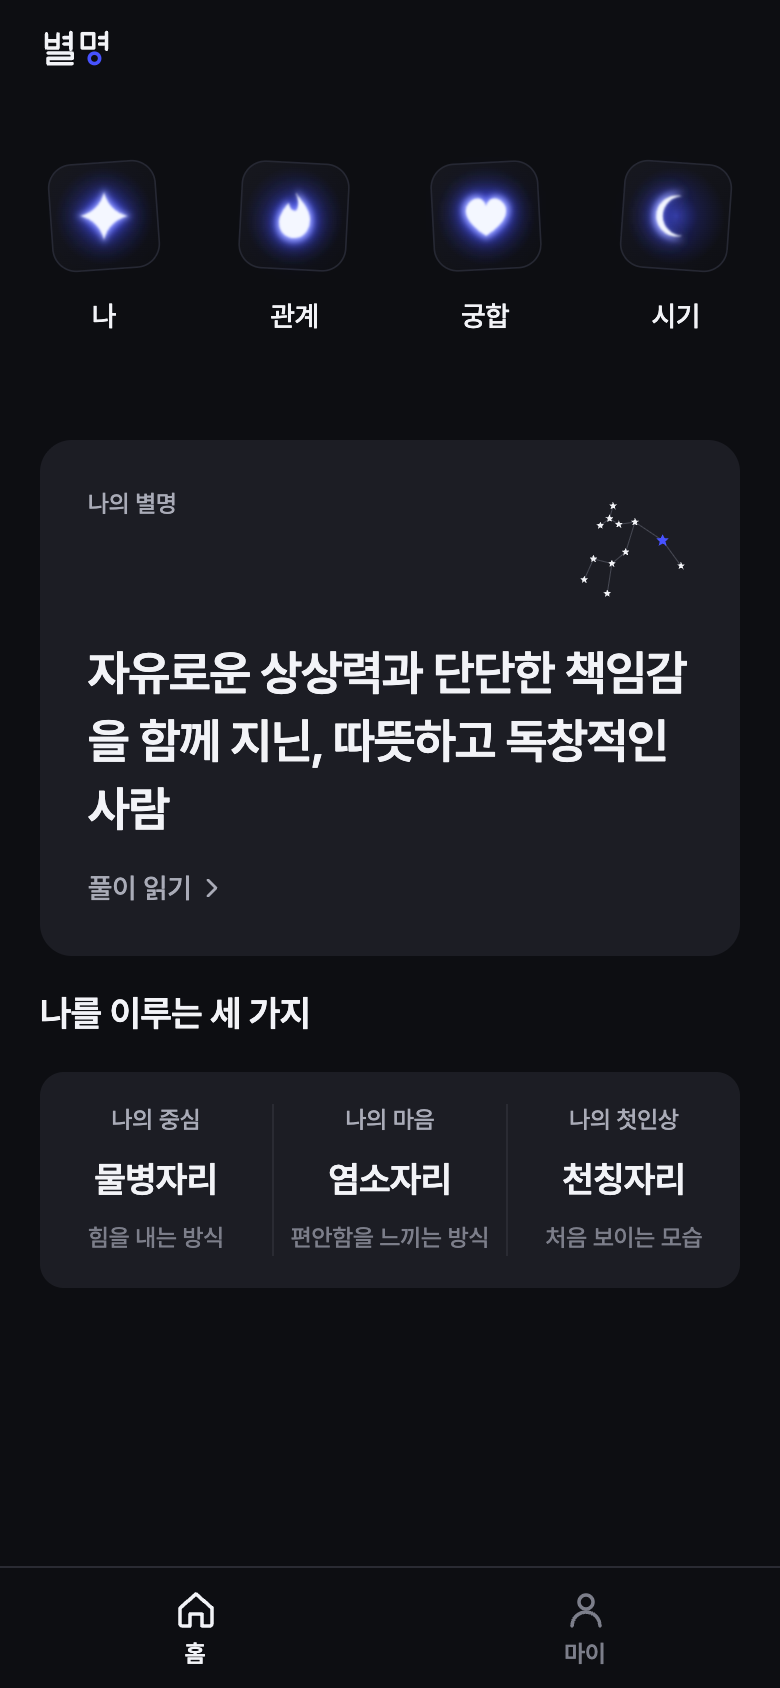 별명
나
관계
궁합
시기
나의 별명
자유로운 상상력과 단단한 책임감
을 함께 지닌, 따뜻하고 독창적인
사람
풀이 읽기
나를 이루는 세 가지
나의 중심
물병자리
힘을 내는 방식
나의 마음
염소자리
편안함을 느끼는 방식
나의 첫인상
천칭자리
처음 보이는 모습
홈
마이